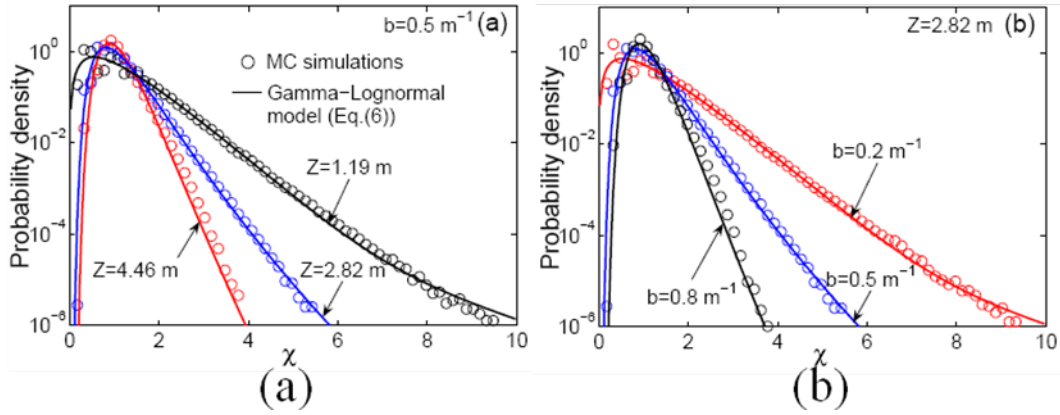 b=0.5 m⁻¹ (a)
10⁰
10⁻²
10⁻⁴
10⁻⁶
Probability density
MC simulations
Gamma−Lognormal
model (Eq.(6))
Z=1.19 m
Z=4.46 m
Z=2.82 m
0 2 4 6 8 10
χ
(a)
Z=2.82 m (b)
10⁰
10⁻²
10⁻⁴
10⁻⁶
Probability density
b=0.2 m⁻¹
b=0.8 m⁻¹
b=0.5 m⁻¹
0 2 4 6 8 10
χ
(b)